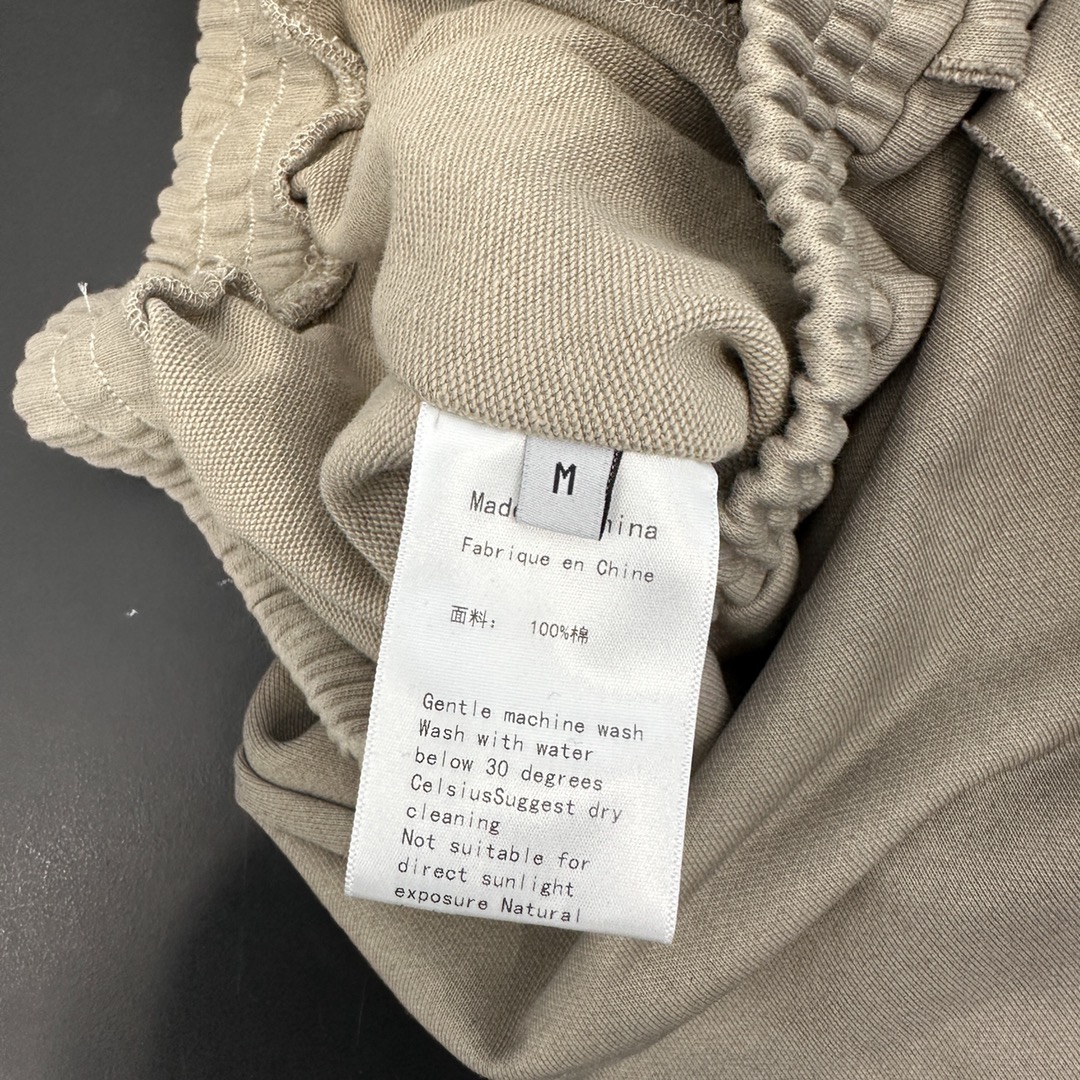 M
Made China
Fabrique en Chine
面料: 100%棉
Gentle machine wash
Wash with water
below 30 degrees
CelsiusSuggest dry
cleaning
Not suitable for
direct sunlight
exposure Natural